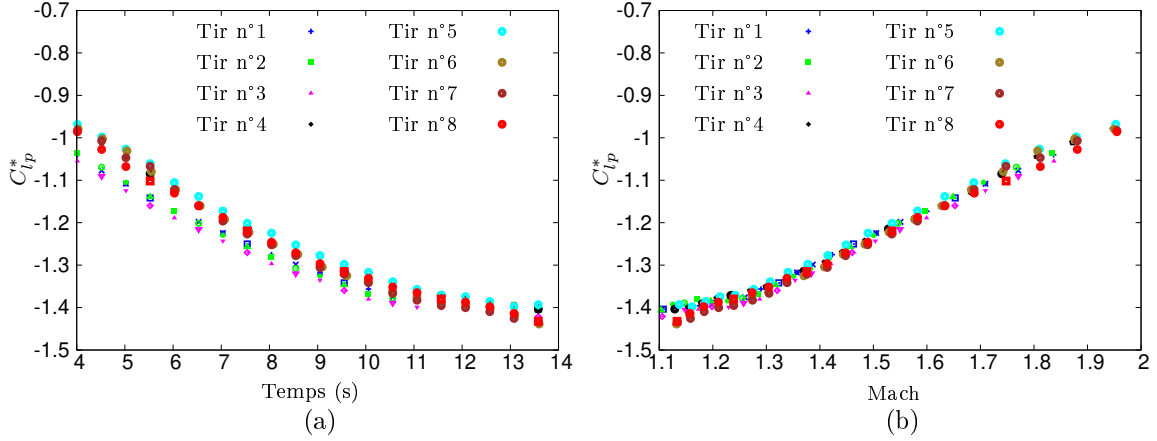 -0.7
-0.8
-0.9
-1
-1.1
-1.2
-1.3
-1.4
-1.5
C*lp
Tir n°1
Tir n°2
Tir n°3
Tir n°4
Tir n°5
Tir n°6
Tir n°7
Tir n°8
4 5 6 7 8 9 10 11 12 13 14
Temps (s)
(a)
-0.7
-0.8
-0.9
-1
-1.1
-1.2
-1.3
-1.4
-1.5
C*lp
Tir n°1
Tir n°2
Tir n°3
Tir n°4
Tir n°5
Tir n°6
Tir n°7
Tir n°8
1.1 1.2 1.3 1.4 1.5 1.6 1.7 1.8 1.9 2
Mach
(b)